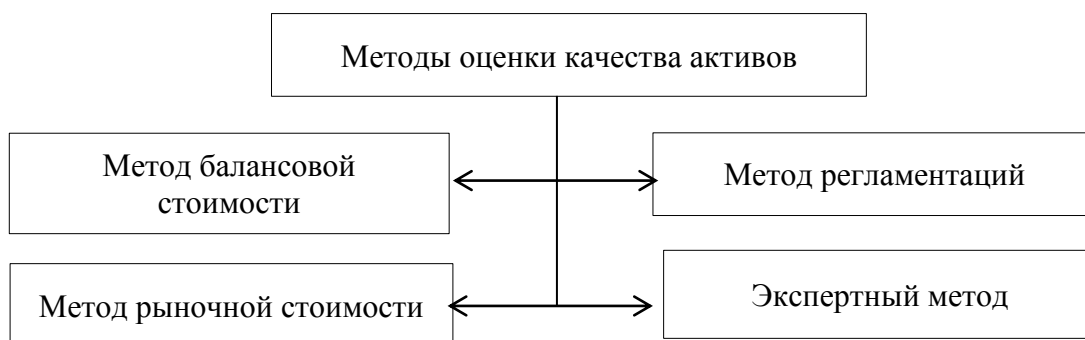 Методы оценки качества активов
Метод балансовой
стоимости
Метод регламентаций
Метод рыночной стоимости
Экспертный метод